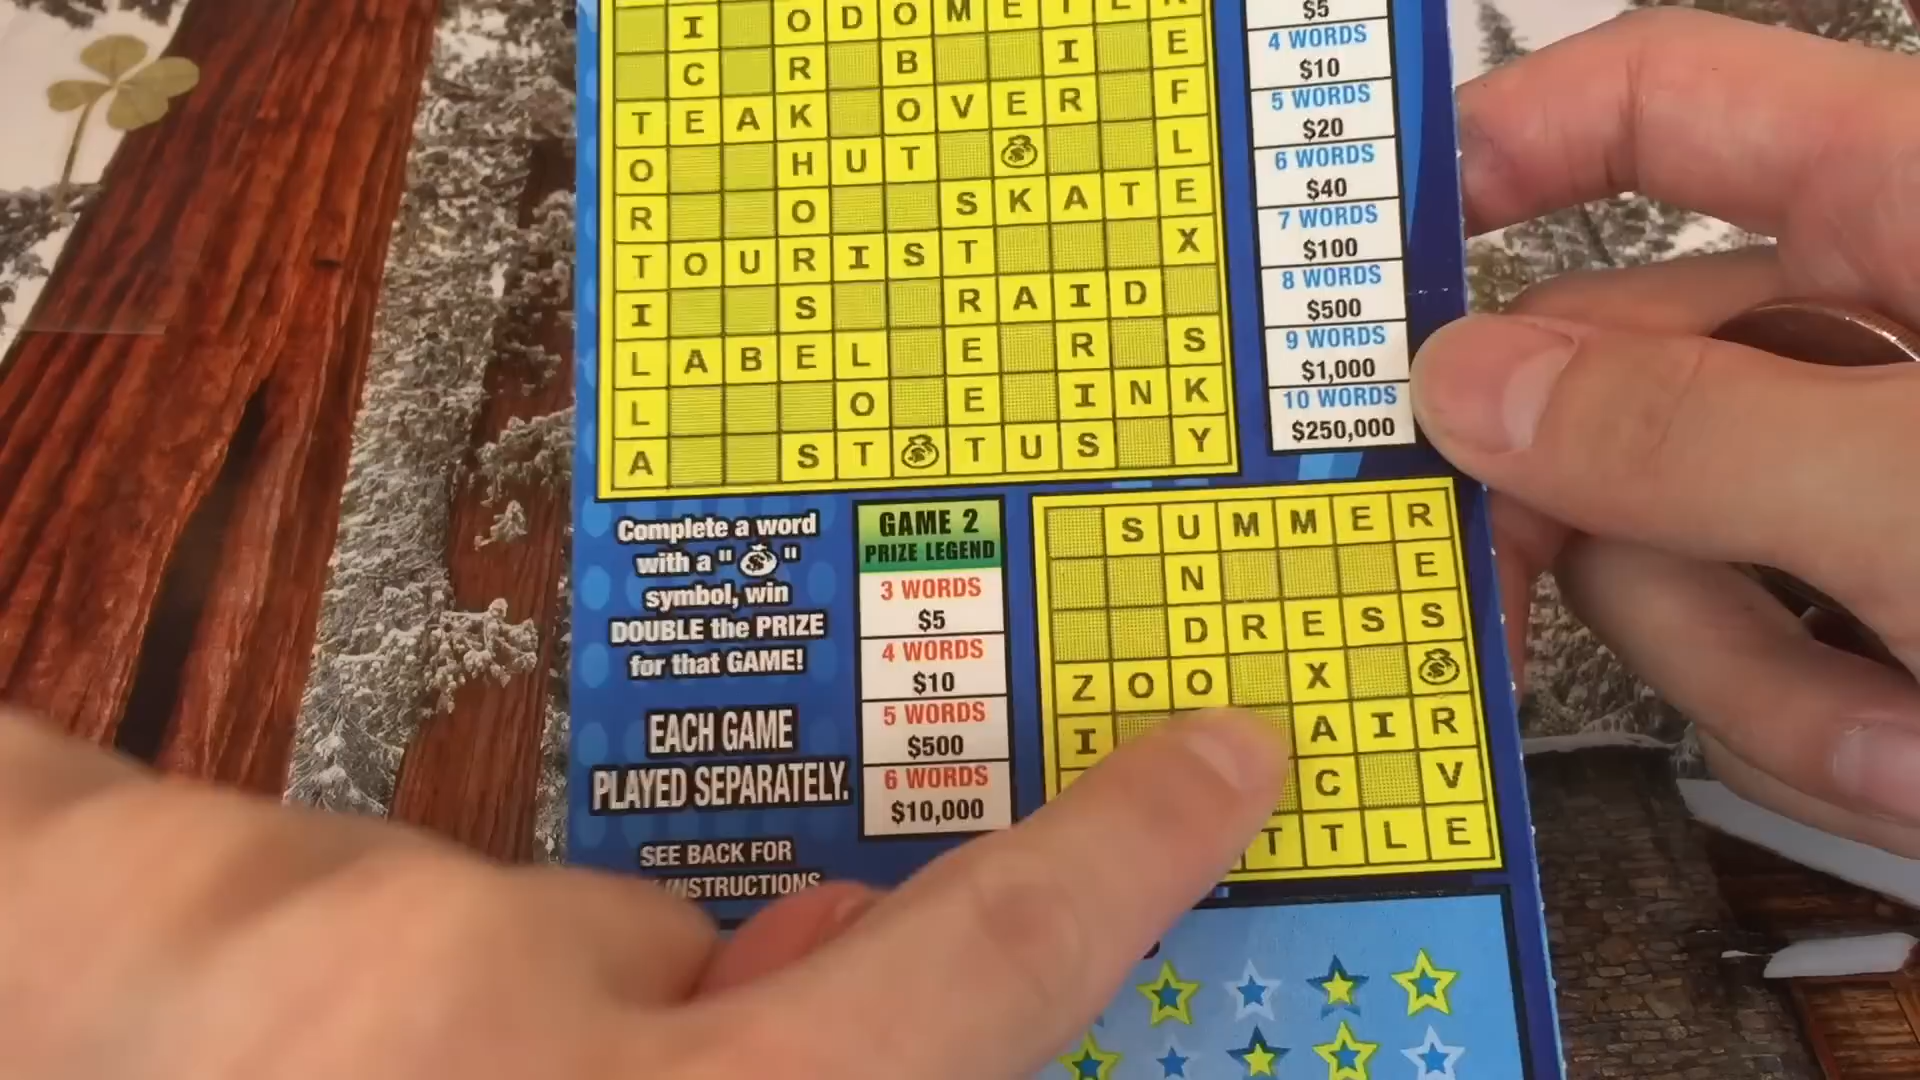 I ORKHORSE ODOMETER
C R B I E
TEAK OVER F
O HUT L
R O SKATE
TOURIST X
I S RAID
LABEL E R S
L O E INK
A ST TUS Y
$5
4 WORDS
$10
5 WORDS
$20
6 WORDS
$40
7 WORDS
$100
8 WORDS
$500
9 WORDS
$1,000
10 WORDS
$250,000
Complete a word
with a " $ "
symbol, win
DOUBLE the PRIZE
for that GAME!
EACH GAME
PLAYED SEPARATELY.
SEE BACK FOR
INSTRUCTIONS
GAME 2
PRIZE LEGEND
3 WORDS
$5
4 WORDS
$10
5 WORDS
$500
6 WORDS
$10,000
SUMMER
N E
DRESS
ZOO X
I AIR
C V
TTLE